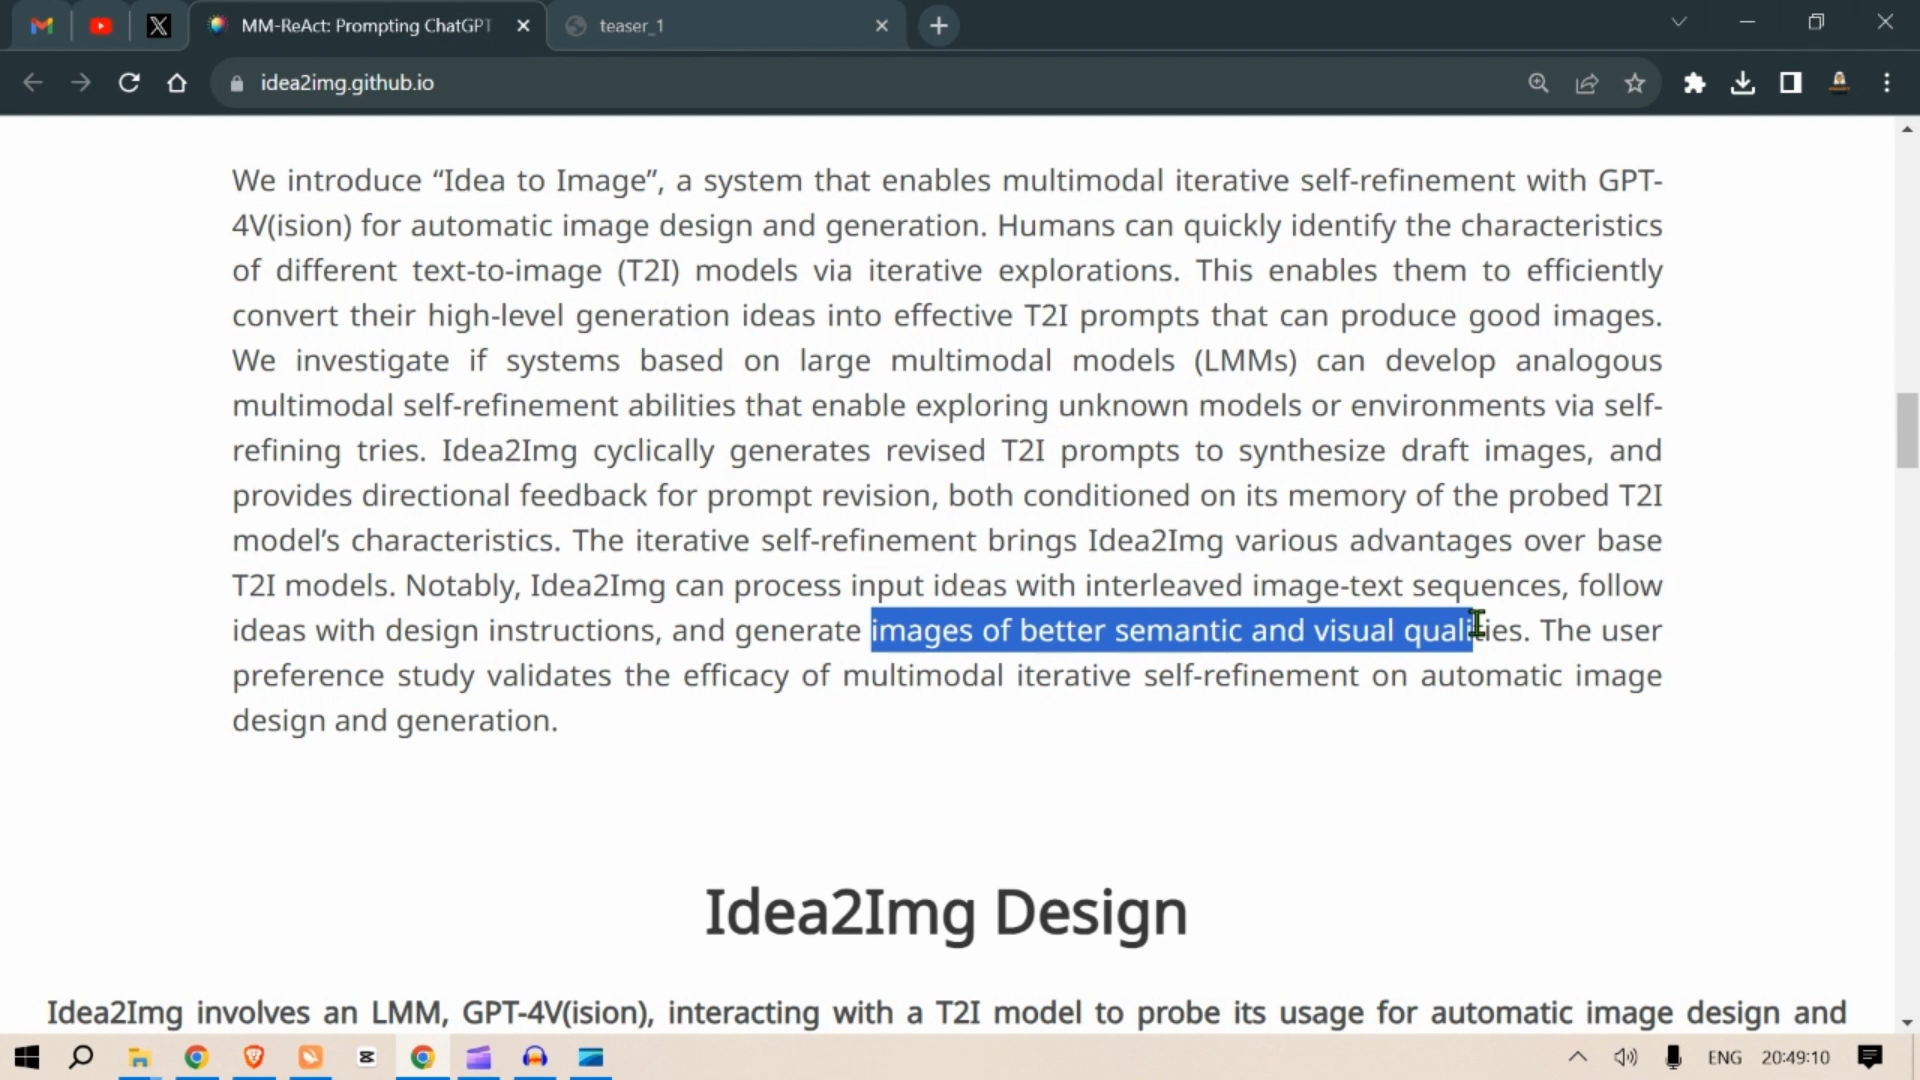 MM-ReAct: Prompting ChatGPT
teaser_1
idea2img.github.io
We introduce “Idea to Image”, a system that enables multimodal iterative self-refinement with GPT-
4V(ision) for automatic image design and generation. Humans can quickly identify the characteristics
of different text-to-image (T2I) models via iterative explorations. This enables them to efficiently
convert their high-level generation ideas into effective T2I prompts that can produce good images.
We investigate if systems based on large multimodal models (LMMs) can develop analogous
multimodal self-refinement abilities that enable exploring unknown models or environments via self-
refining tries. Idea2Img cyclically generates revised T2I prompts to synthesize draft images, and
provides directional feedback for prompt revision, both conditioned on its memory of the probed T2I
model’s characteristics. The iterative self-refinement brings Idea2Img various advantages over base
T2I models. Notably, Idea2Img can process input ideas with interleaved image-text sequences, follow
ideas with design instructions, and generate images of better semantic and visual qualities. The user
preference study validates the efficacy of multimodal iterative self-refinement on automatic image
design and generation.
Idea2Img Design
Idea2Img involves an LMM, GPT-4V(ision), interacting with a T2I model to probe its usage for automatic image design and
ENG 20:49:10